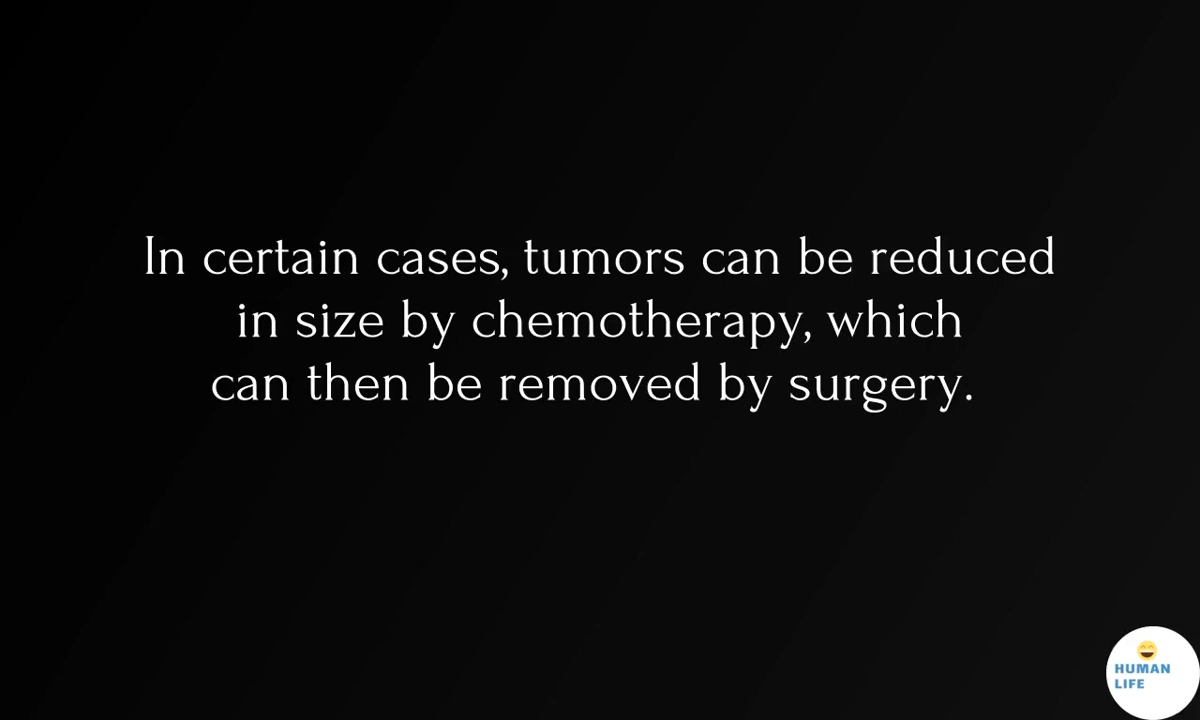 In certain cases, tumors can be reduced
in size by chemotherapy, which
can then be removed by surgery.
HUMAN
LIFE